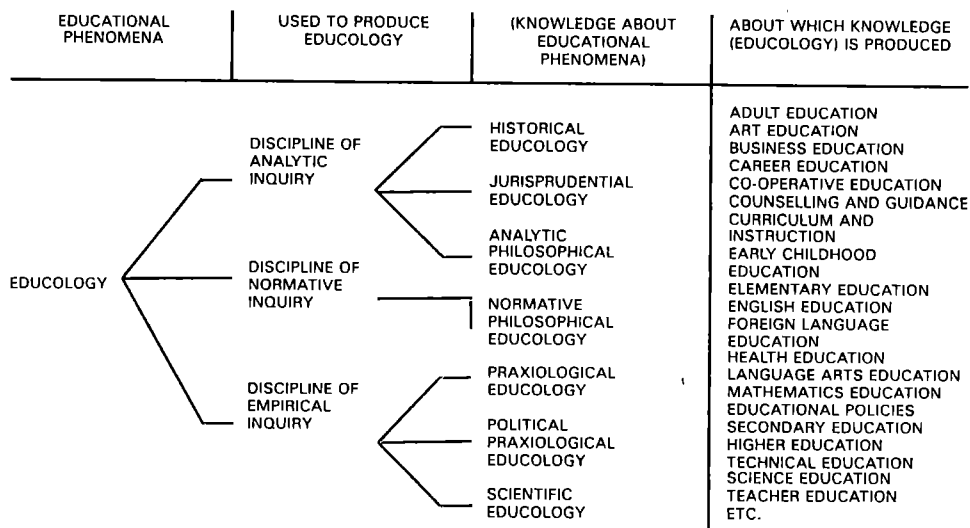 EDUCATIONAL
PHENOMENA
USED TO PRODUCE
EDUCOLOGY
(KNOWLEDGE ABOUT
EDUCATIONAL
PHENOMENA)
ABOUT WHICH KNOWLEDGE
(EDUCOLOGY) IS PRODUCED
EDUCOLOGY
DISCIPLINE OF
ANALYTIC
INQUIRY
DISCIPLINE OF
NORMATIVE
INQUIRY
DISCIPLINE OF
EMPIRICAL
INQUIRY
HISTORICAL
EDUCOLOGY
JURISPRUDENTIAL
EDUCOLOGY
ANALYTIC
PHILOSOPHICAL
EDUCOLOGY
NORMATIVE
PHILOSOPHICAL
EDUCOLOGY
PRAXIOLOGICAL
EDUCOLOGY
POLITICAL
PRAXIOLOGICAL
EDUCOLOGY
SCIENTIFIC
EDUCOLOGY
ADULT EDUCATION
ART EDUCATION
BUSINESS EDUCATION
CAREER EDUCATION
CO-OPERATIVE EDUCATION
COUNSELLING AND GUIDANCE
CURRICULUM AND
INSTRUCTION
EARLY CHILDHOOD
EDUCATION
ELEMENTARY EDUCATION
ENGLISH EDUCATION
FOREIGN LANGUAGE
EDUCATION
HEALTH EDUCATION
LANGUAGE ARTS EDUCATION
MATHEMATICS EDUCATION
EDUCATIONAL POLICIES
SECONDARY EDUCATION
HIGHER EDUCATION
TECHNICAL EDUCATION
SCIENCE EDUCATION
TEACHER EDUCATION
ETC.